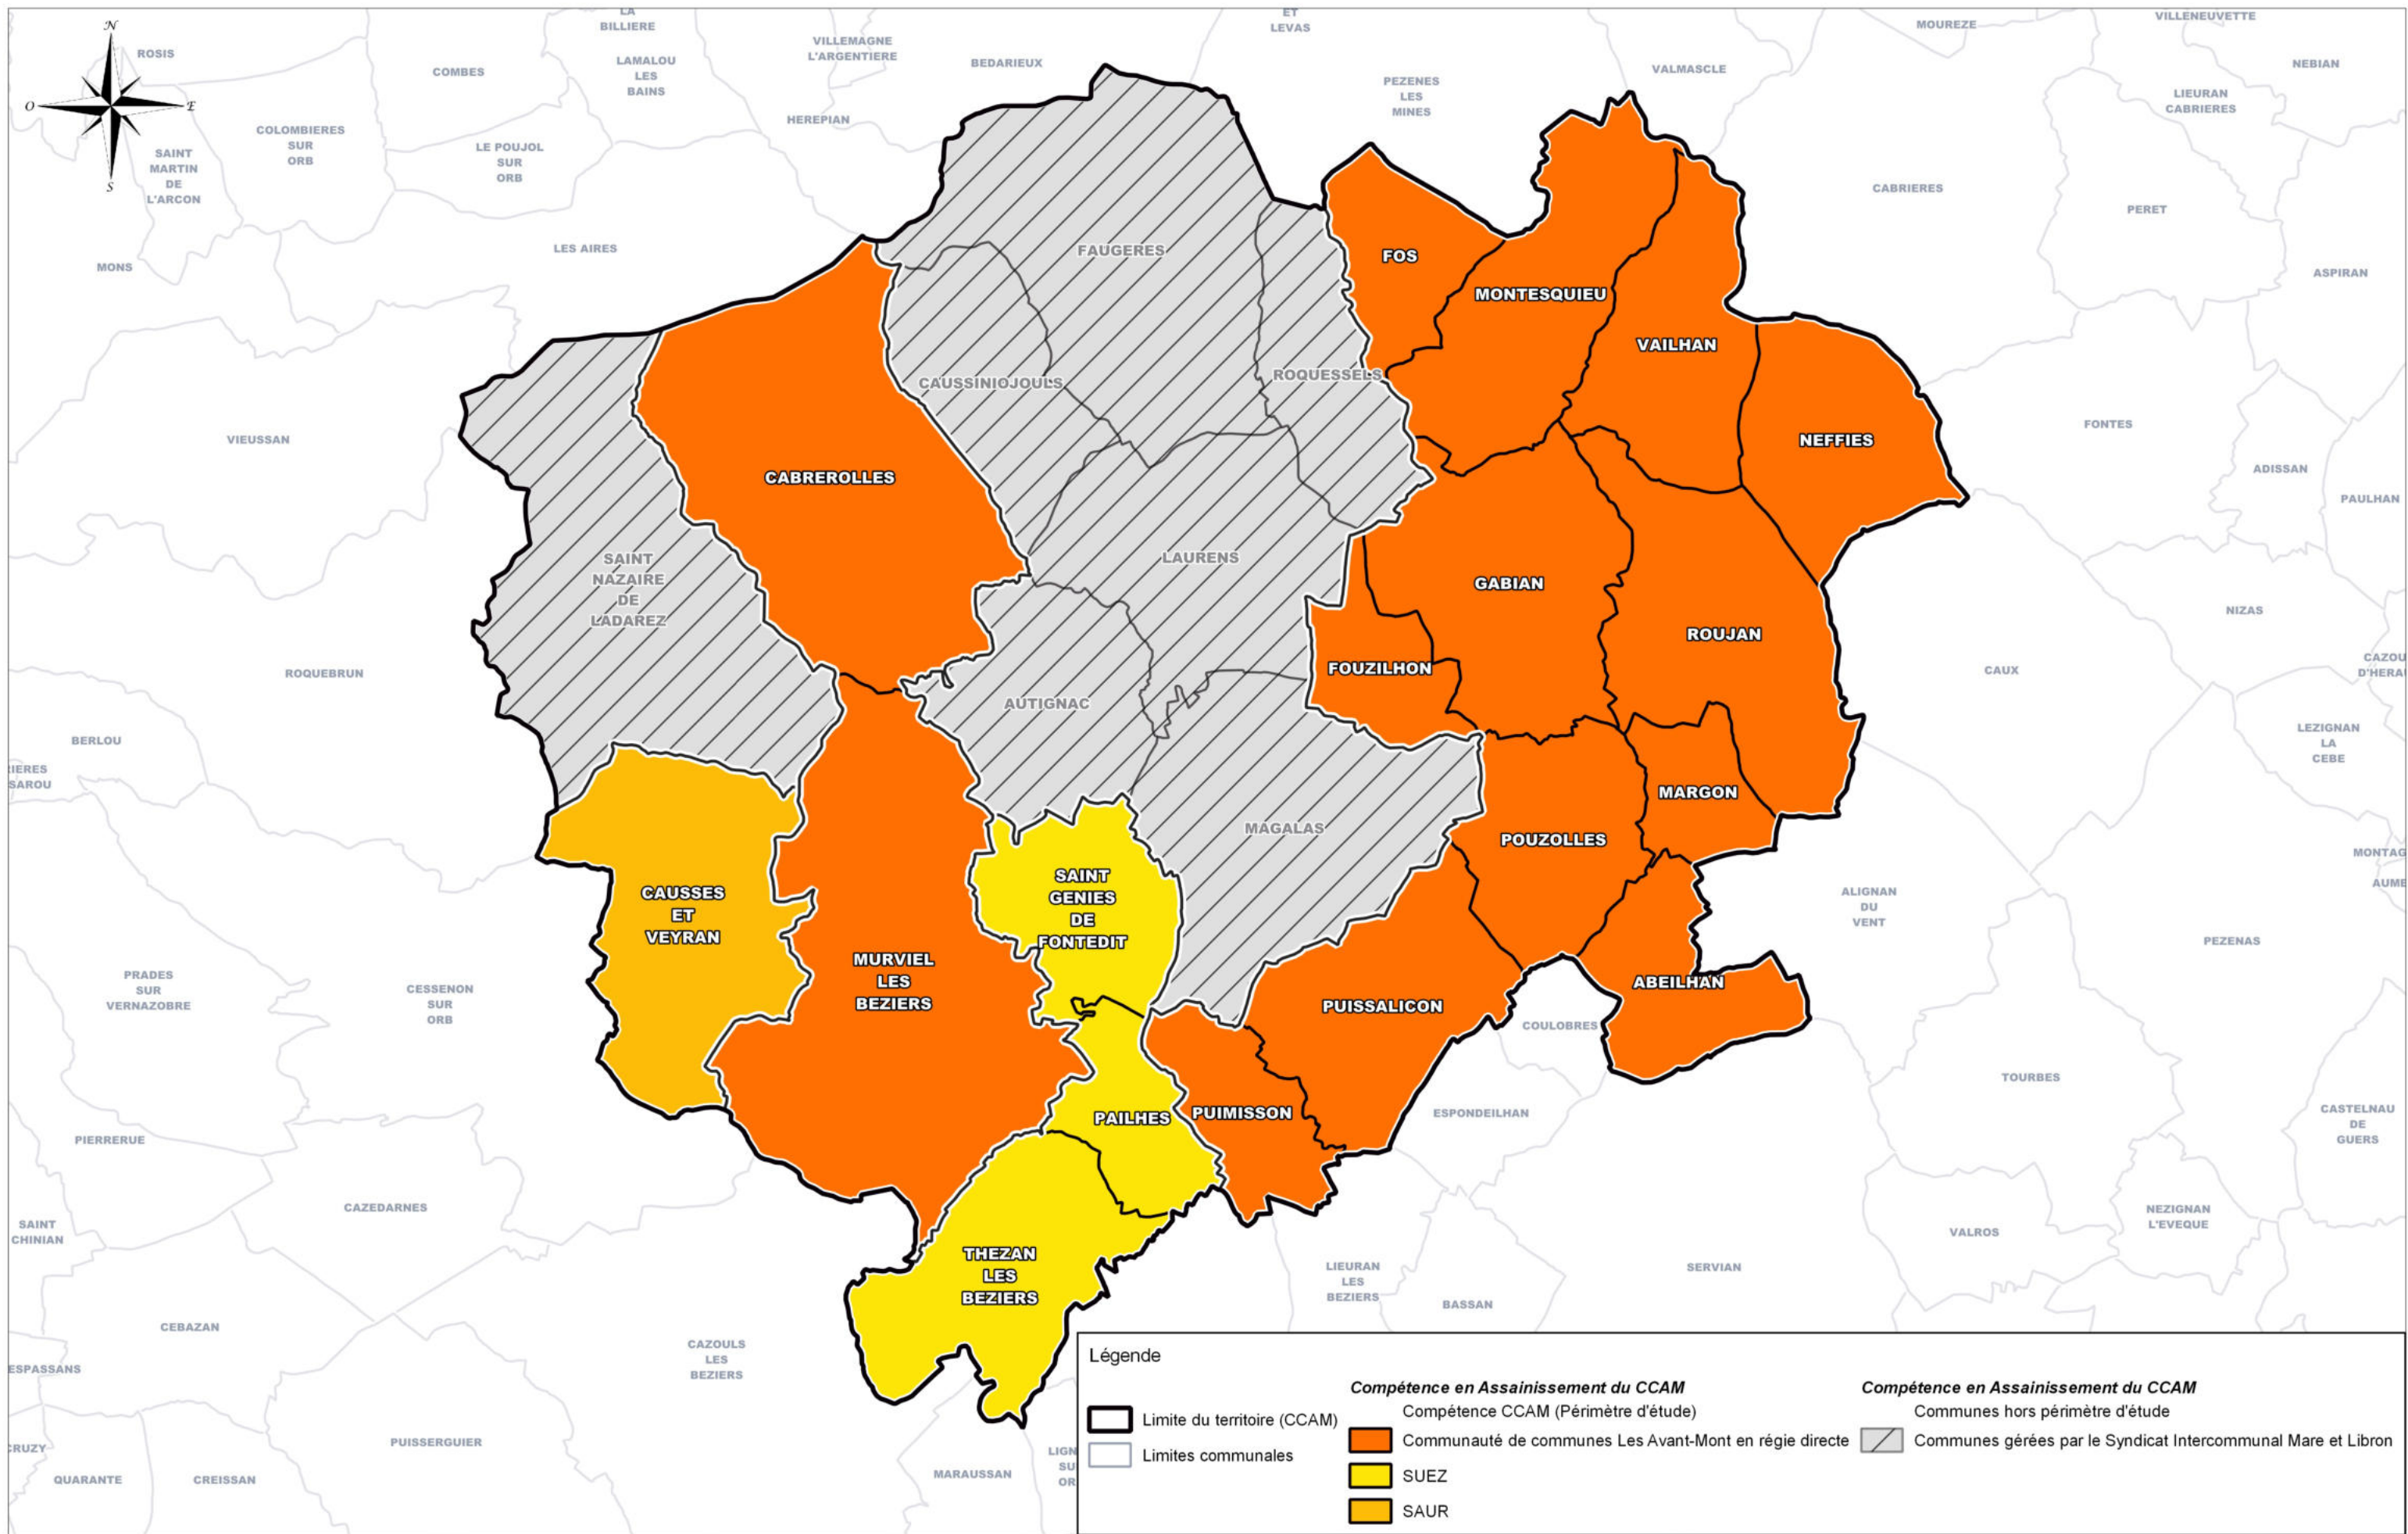 N
O
E
S
ROSIS
COMBES
LA
BILLIERE
LAMALOU
LES
BAINS
VILLEMAGNE
L'ARGENTIERE
BEDARIEUX
HEREPIAN
ET
LEVAS
PEZENES
LES
MINES
VALMASCLE
MOUREZE
VILLENEUVETTE
NEBIAN
LIEURAN
CABRIERES
COLOMBIERES
SUR
ORB
SAINT
MARTIN
DE
L'ARCON
LE POUJOL
SUR
ORB
CABRIERES
PERET
MONS
LES AIRES
ASPIRAN
FAUGERES
FOS
MONTESQUIEU
VAILHAN
CAUSSINIOJOULS
ROQUESSELS
NEFFIES
FONTES
ADISSAN
PAULHAN
VIEUSSAN
CABREROLLES
SAINT
NAZAIRE
DE
LADAREZ
LAURENS
GABIAN
ROUJAN
NIZAS
CAUX
CAZOU
D'HERA
ROQUEBRUN
FOUZILHON
AUTIGNAC
BERLOU
IERES
SAROU
LEZIGNAN
LA
CEBE
MARGON
MAGALAS
POUZOLLES
MONTAG
AUME
CAUSSES
ET
VEYRAN
SAINT
GENIES
DE
FONTEDIT
ALIGNAN
DU
VENT
PEZENAS
MURVIEL
LES
BEZIERS
PRADES
SUR
VERNAZOBRE
CESSENON
SUR
ORB
PUISSALICON
ABEILHAN
COULOBRES
TOURBES
PAILHES
PUIMISSON
ESPONDEILHAN
CASTELNAU
DE
GUERS
PIERRERUE
CAZEDARNES
SAINT
CHINIAN
NEZIGNAN
L'EVEQUE
VALROS
THEZAN
LES
BEZIERS
LIEURAN
LES
BEZIERS
SERVIAN
BASSAN
CEBAZAN
CAZOULS
LES
BEZIERS
ESPASSANS
PUISSERGUIER
CRUZY
QUARANTE
CREISSAN
MARAUSSAN
LIGN
SU
OR
Légende
Limite du territoire (CCAM)
Limites communales
Compétence en Assainissement du CCAM
Compétence CCAM (Périmètre d'étude)
Communauté de communes Les Avant-Mont en régie directe
SUEZ
SAUR
Compétence en Assainissement du CCAM
Communes hors périmètre d'étude
Communes gérées par le Syndicat Intercommunal Mare et Libron